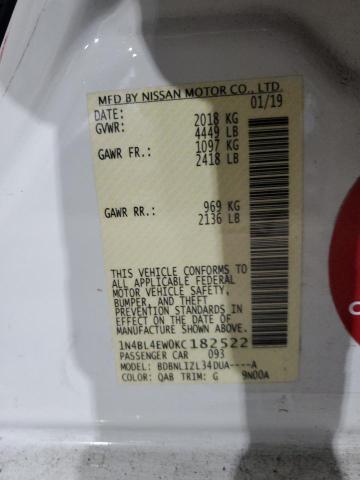 MFD BY NISSAN MOTOR CO., LTD.
DATE: 01/19
GVWR: 2018 KG
4449 LB
GAWR FR.: 1097 KG
2418 LB
GAWR RR.: 969 KG
2136 LB
THIS VEHICLE CONFORMS TO
ALL APPLICABLE FEDERAL
MOTOR VEHICLE SAFETY,
BUMPER, AND THEFT
PREVENTION STANDARDS IN
EFFECT ON THE DATE OF
MANUFACTURE SHOWN ABOVE.
1N4BL4EW0KC182522
PASSENGER CAR 093
MODEL: BDBNLIZL34DUA----A
COLOR: QAB TRIM: G 9N00A